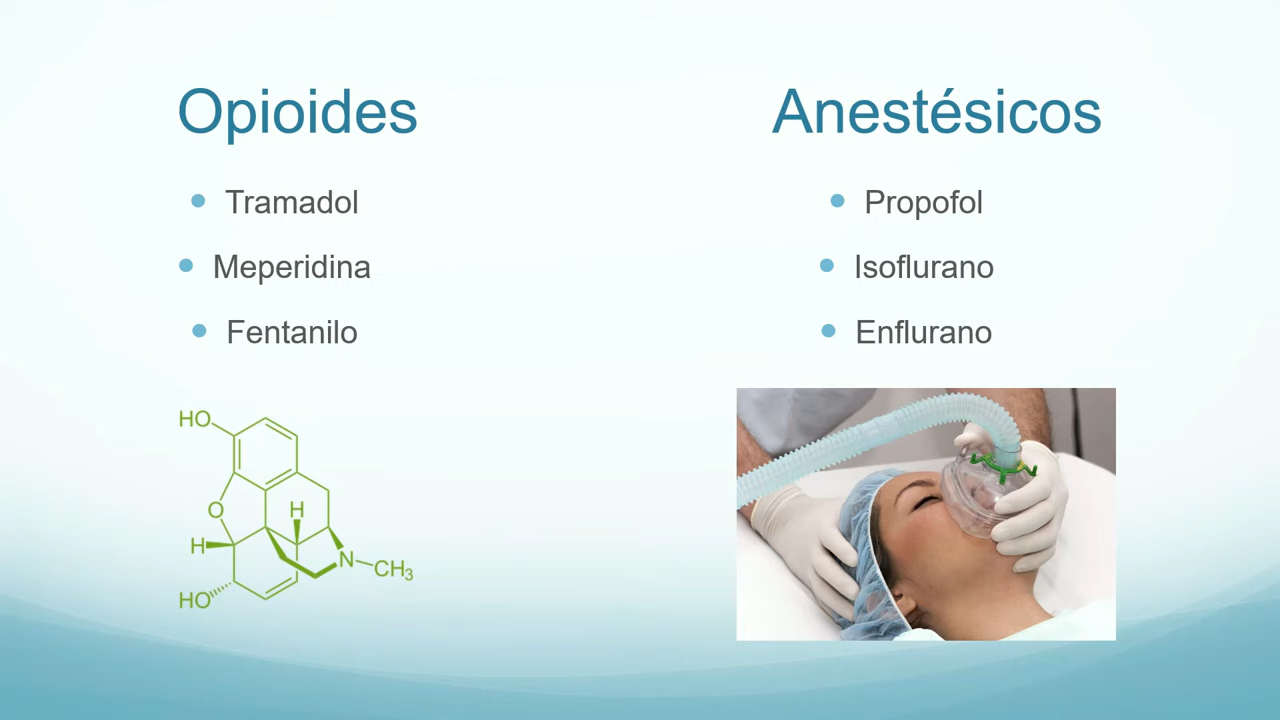 Opioides
Tramadol
Meperidina
Fentanilo
HO
O
H
H
N
CH3
HO
Anestésicos
Propofol
Isoflurano
Enflurano